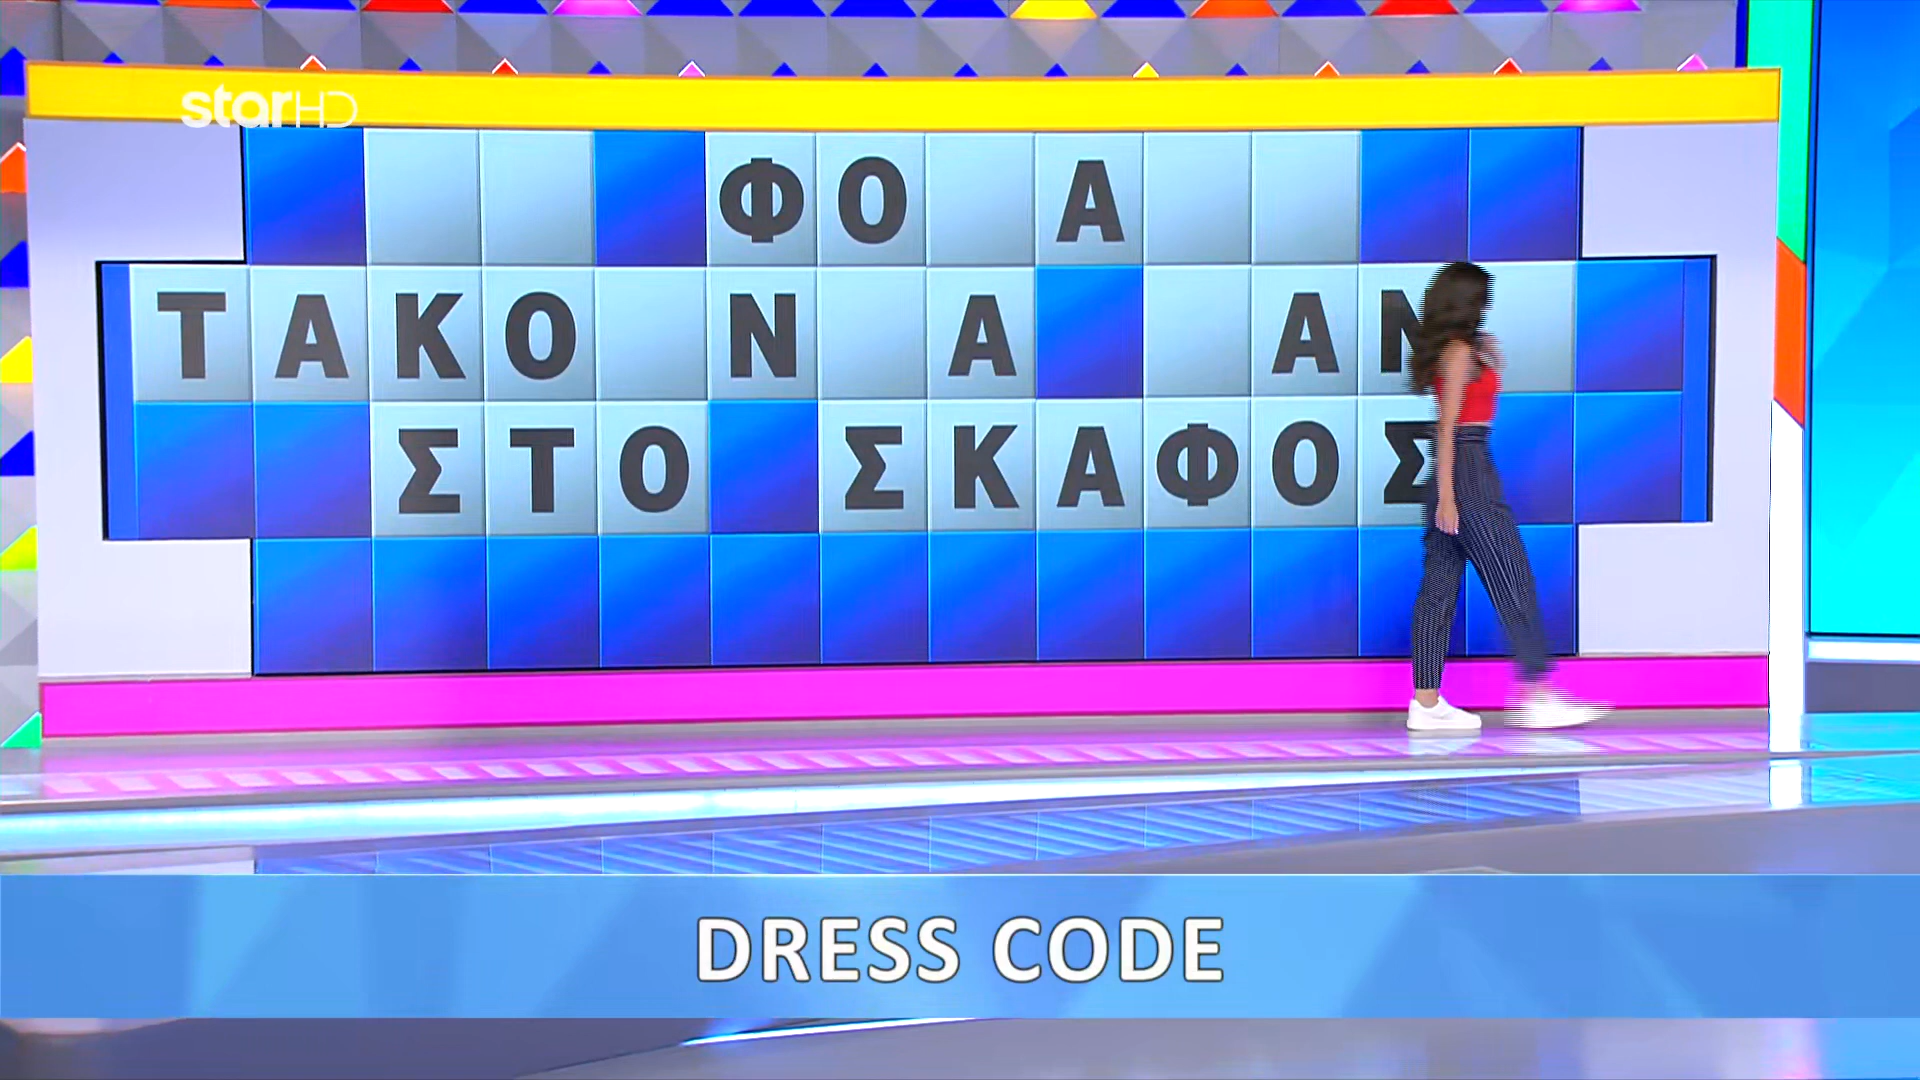 starHD
ΦΟ Α
ΤΑΚΟ Ν Α ΑΝ
ΣΤΟ ΣΚΑΦΟΣ
DRESS CODE